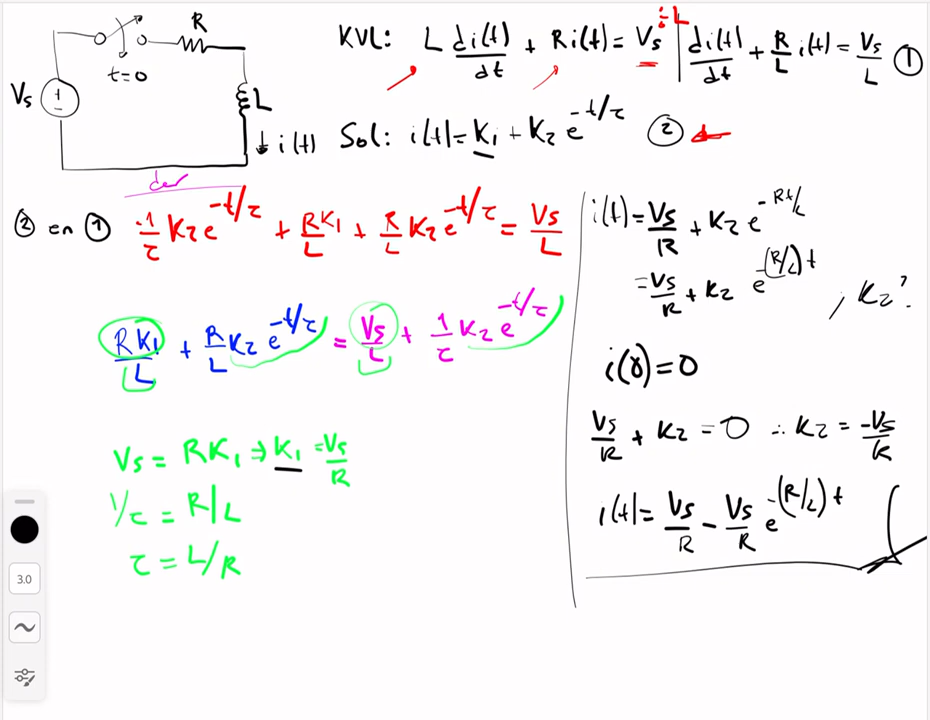 R
t=0
Vs
+
-
L
↓ i(t)
KVL: L di(t)/dt + Ri(t) = Vs
÷L
di(t)/dt + R/L i(t) = Vs/L ①
Sol: i(t) = K1 + K2 e^-t/τ ② ←
der
② en ① -1/τ K2 e^-t/τ + RK1/L + R/L K2 e^-t/τ = Vs/L
RK1/L + R/L K2 e^-t/τ = Vs/L + 1/τ K2 e^-t/τ
Vs = RK1 ⇒ K1 = Vs/R
1/τ = R/L
τ = L/R
i(t) = Vs/R + K2 e^-Rt/L
= Vs/R + K2 e^-(R/L)t , K2?
i(0) = 0
Vs/R + K2 = 0 ∴ K2 = -Vs/R
i(t) = Vs/R - Vs/R e^-(R/L)t
3.0